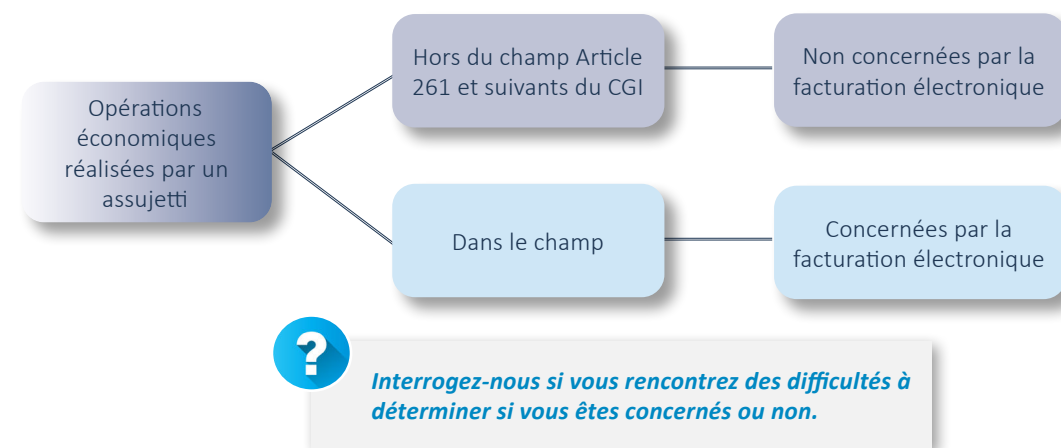 Opérations
économiques
réalisées par un
assujetti
Hors du champ Article
261 et suivants du CGI
Non concernées par la
facturation électronique
Dans le champ
Concernées par la
facturation électronique
?
Interrogez-nous si vous rencontrez des difficultés à
déterminer si vous êtes concernés ou non.